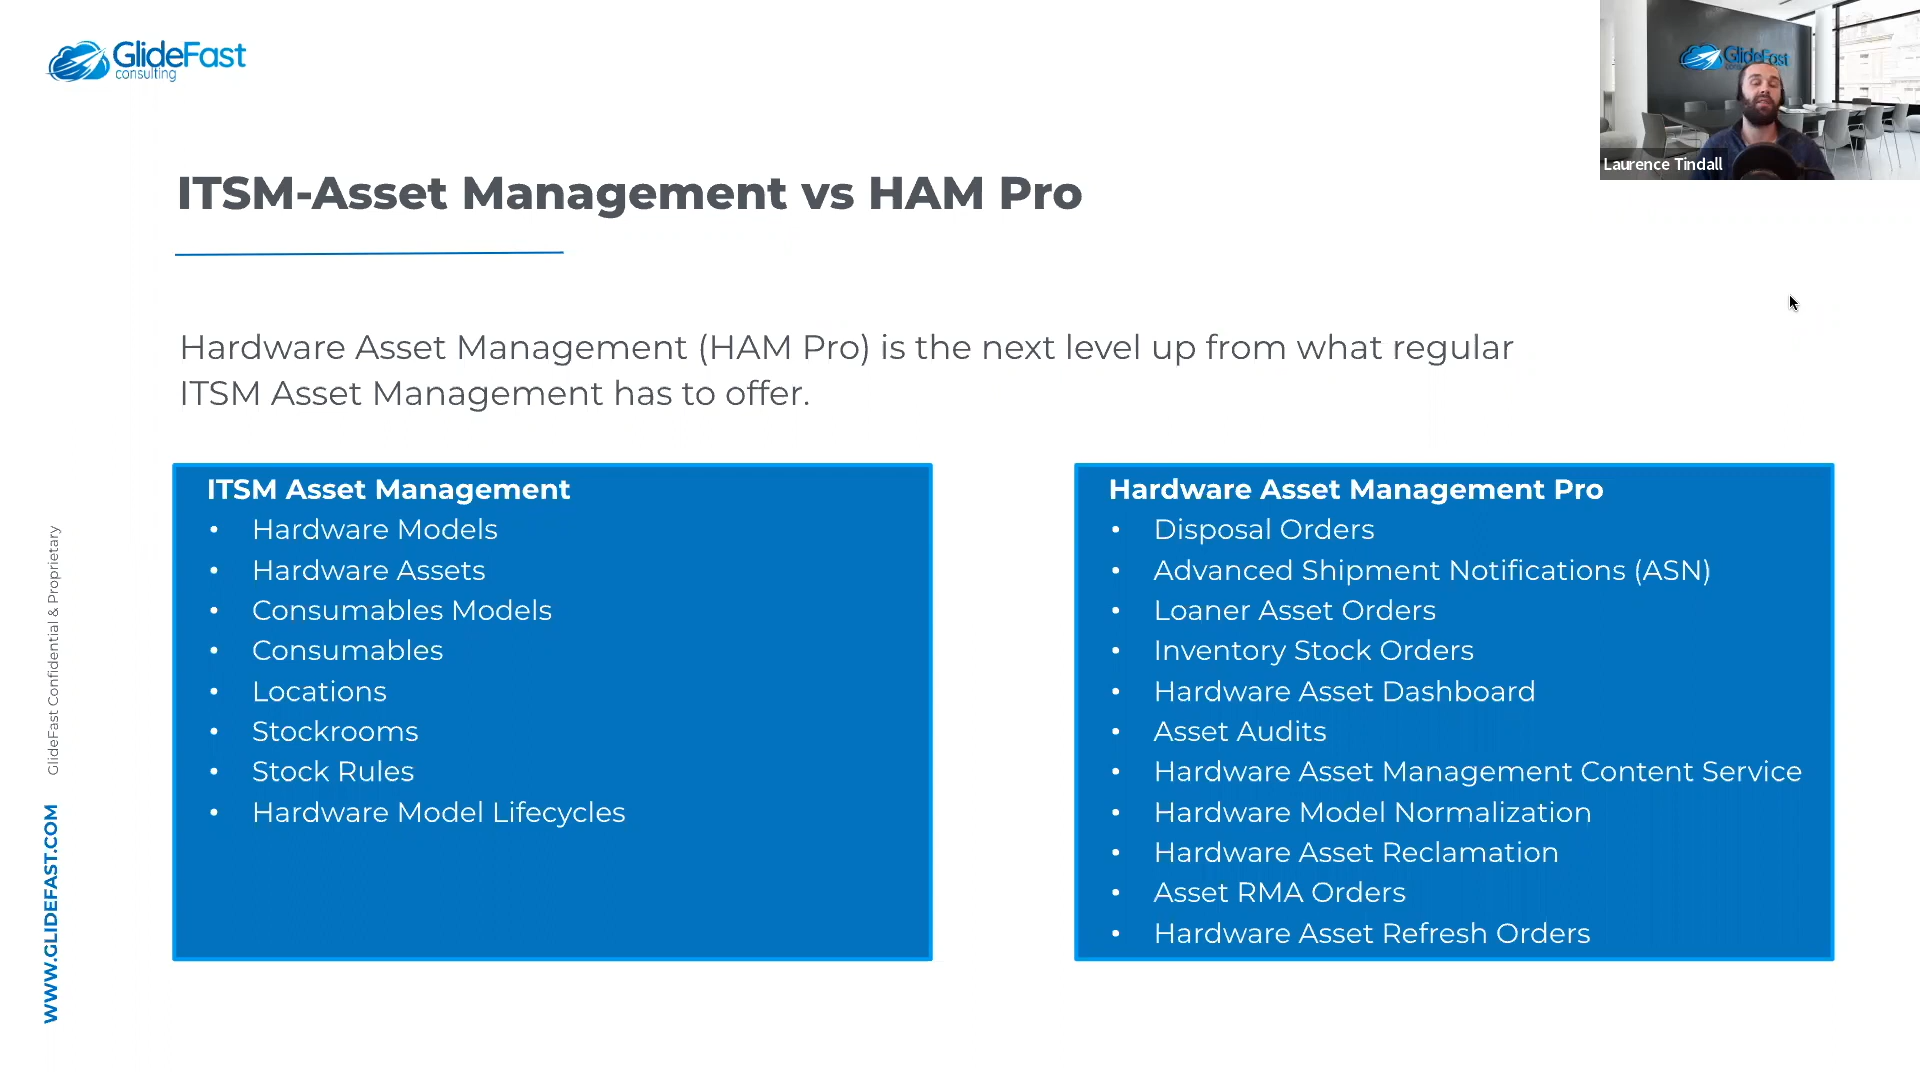 GlideFast
consulting
GlideFast
Laurence Tindall
ITSM-Asset Management vs HAM Pro
Hardware Asset Management (HAM Pro) is the next level up from what regular
ITSM Asset Management has to offer.
ITSM Asset Management
• Hardware Models
• Hardware Assets
• Consumables Models
• Consumables
• Locations
• Stockrooms
• Stock Rules
• Hardware Model Lifecycles
Hardware Asset Management Pro
• Disposal Orders
• Advanced Shipment Notifications (ASN)
• Loaner Asset Orders
• Inventory Stock Orders
• Hardware Asset Dashboard
• Asset Audits
• Hardware Asset Management Content Service
• Hardware Model Normalization
• Hardware Asset Reclamation
• Asset RMA Orders
• Hardware Asset Refresh Orders
WWW.GLIDEFAST.COM
GlideFast Confidential & Proprietary